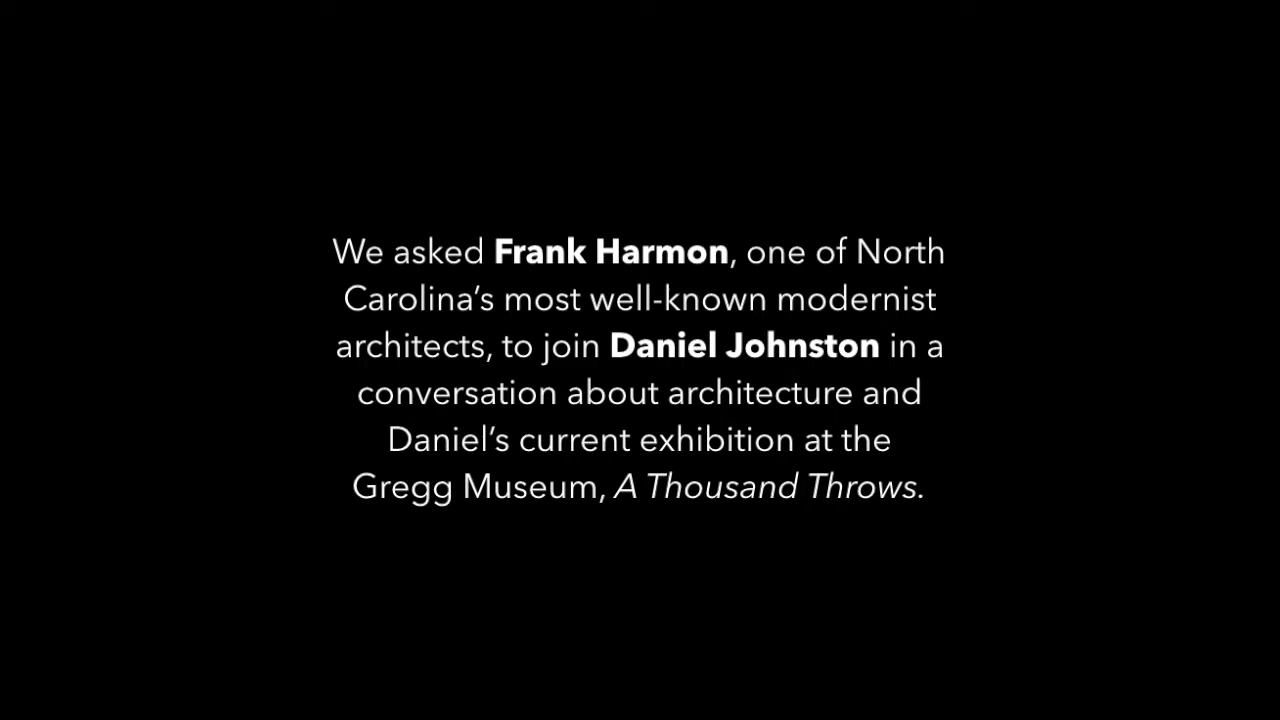 We asked Frank Harmon, one of North
Carolina’s most well-known modernist
architects, to join Daniel Johnston in a
conversation about architecture and
Daniel’s current exhibition at the
Gregg Museum, A Thousand Throws.